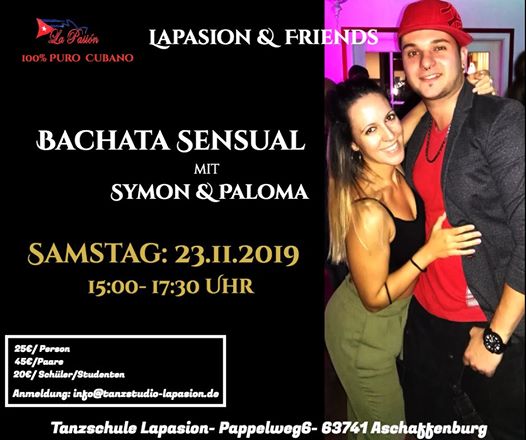 La Pasión
100% PURO CUBANO
LAPASION & FRIENDS
BACHATA SENSUAL
MIT
SYMON & PALOMA
SAMSTAG: 23.11.2019
15:00- 17:30 UHR
25€/ Person
45€/Paare
20€/ Schüler/Studenten
Anmeldung: info@tanzstudio-lapasion.de
Tanzschule Lapasion- Pappelweg6- 63741 Aschaffenburg